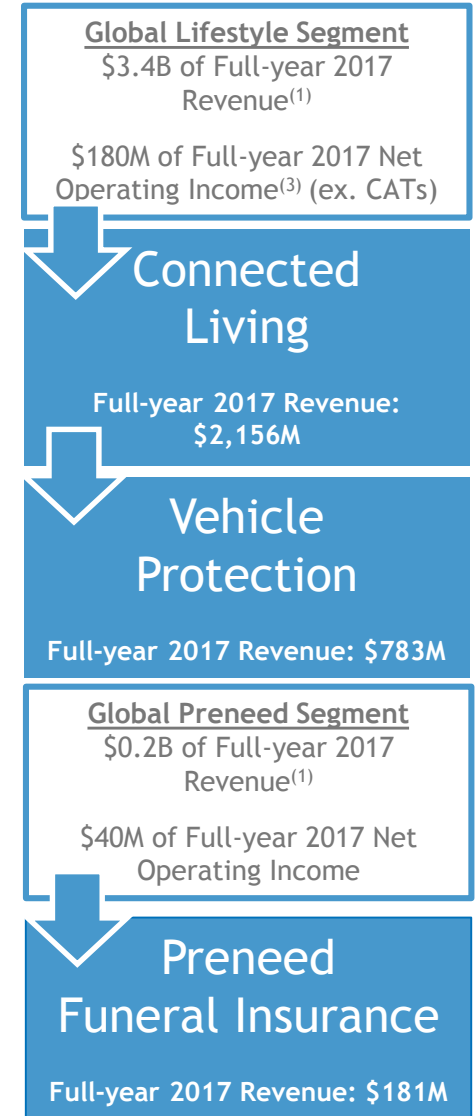 Global Lifestyle Segment
$3.4B of Full-year 2017
Revenue(1)
$180M of Full-year 2017 Net
Operating Income(3) (ex. CATs)
Connected
Living
Full-year 2017 Revenue:
$2,156M
Vehicle
Protection
Full-year 2017 Revenue: $783M
Global Preneed Segment
$0.2B of Full-year 2017
Revenue(1)
$40M of Full-year 2017 Net
Operating Income
Preneed
Funeral Insurance
Full-year 2017 Revenue: $181M